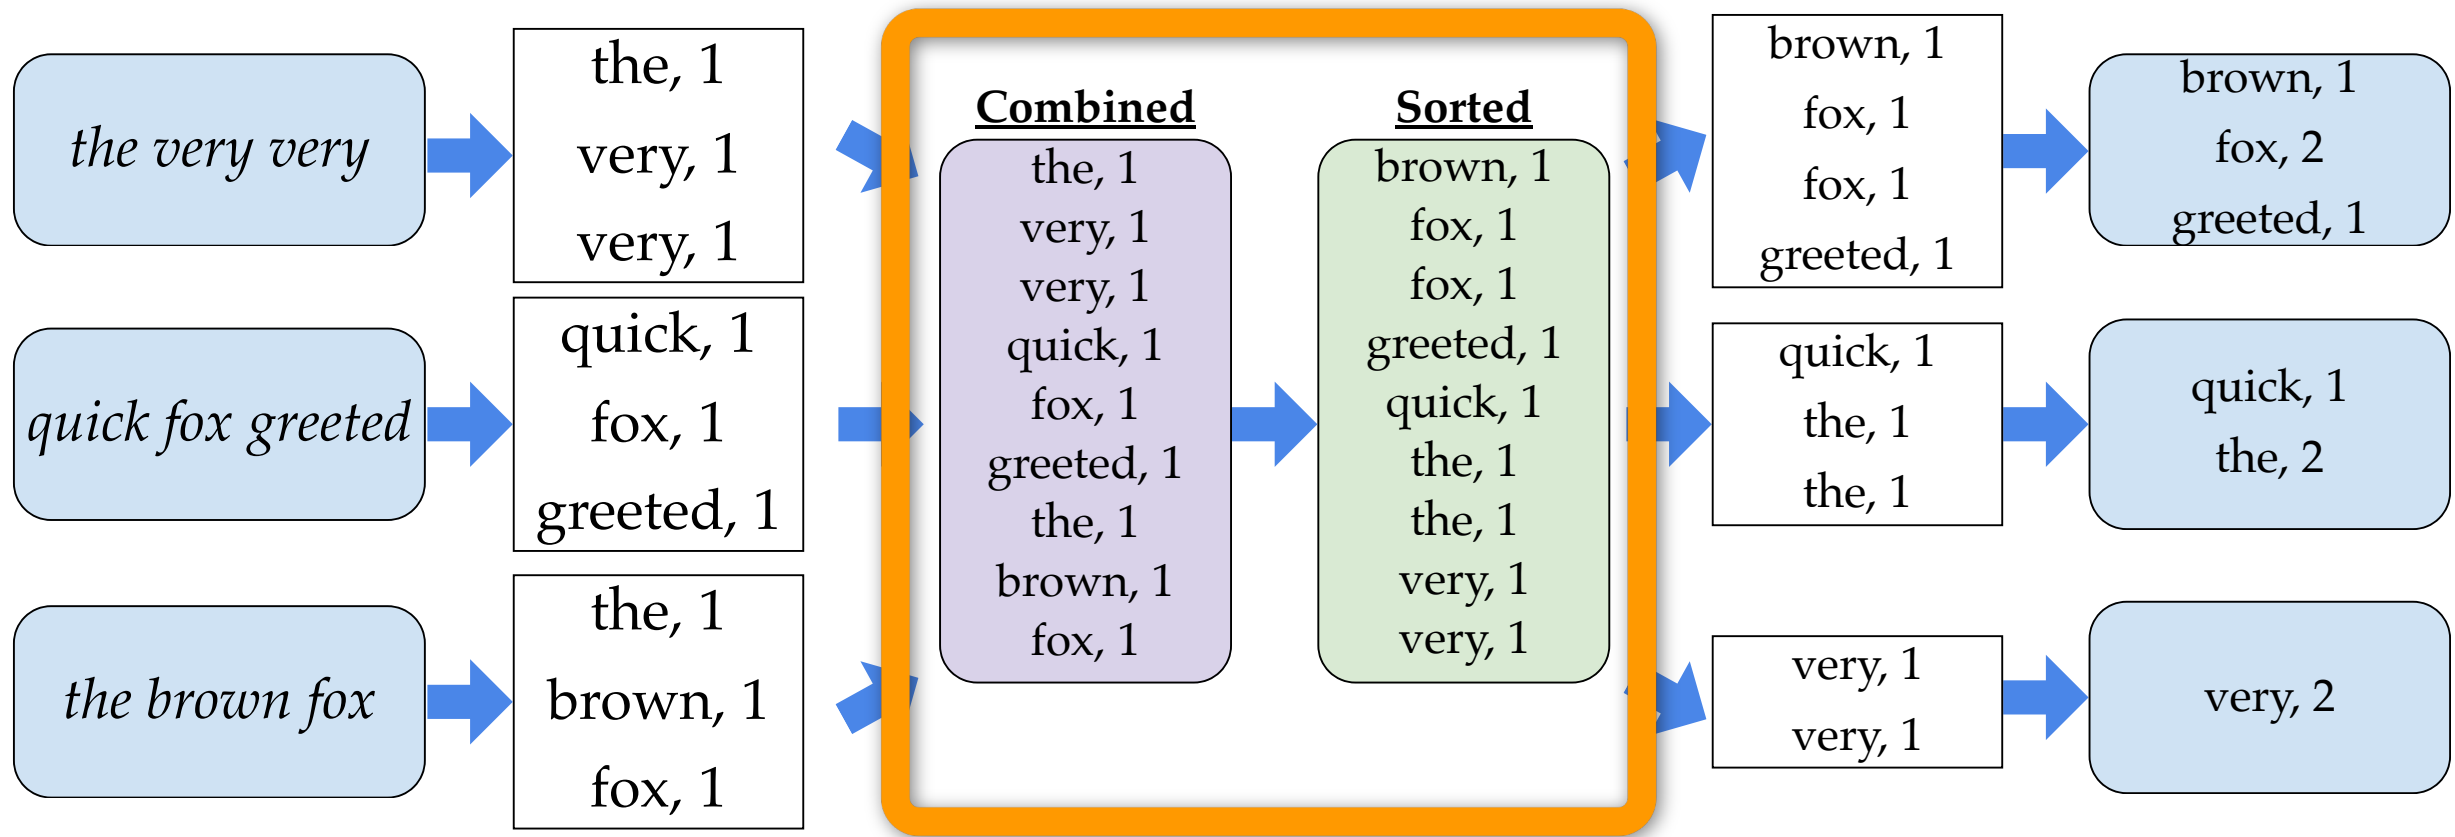 the very very
the, 1
very, 1
very, 1
quick fox greeted
quick, 1
fox, 1
greeted, 1
the brown fox
the, 1
brown, 1
fox, 1
Combined
the, 1
very, 1
very, 1
quick, 1
fox, 1
greeted, 1
the, 1
brown, 1
fox, 1
Sorted
brown, 1
fox, 1
fox, 1
greeted, 1
quick, 1
the, 1
the, 1
very, 1
very, 1
brown, 1
fox, 1
fox, 1
greeted, 1
brown, 1
fox, 2
greeted, 1
quick, 1
the, 1
the, 1
quick, 1
the, 2
very, 1
very, 1
very, 2